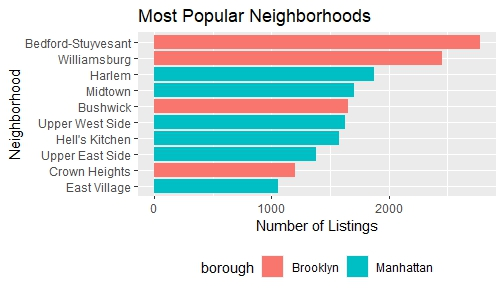 Most Popular Neighborhoods
Neighborhood
Bedford-Stuyvesant
Williamsburg
Harlem
Midtown
Bushwick
Upper West Side
Hell's Kitchen
Upper East Side
Crown Heights
East Village
0 1000 2000
Number of Listings
borough Brooklyn Manhattan